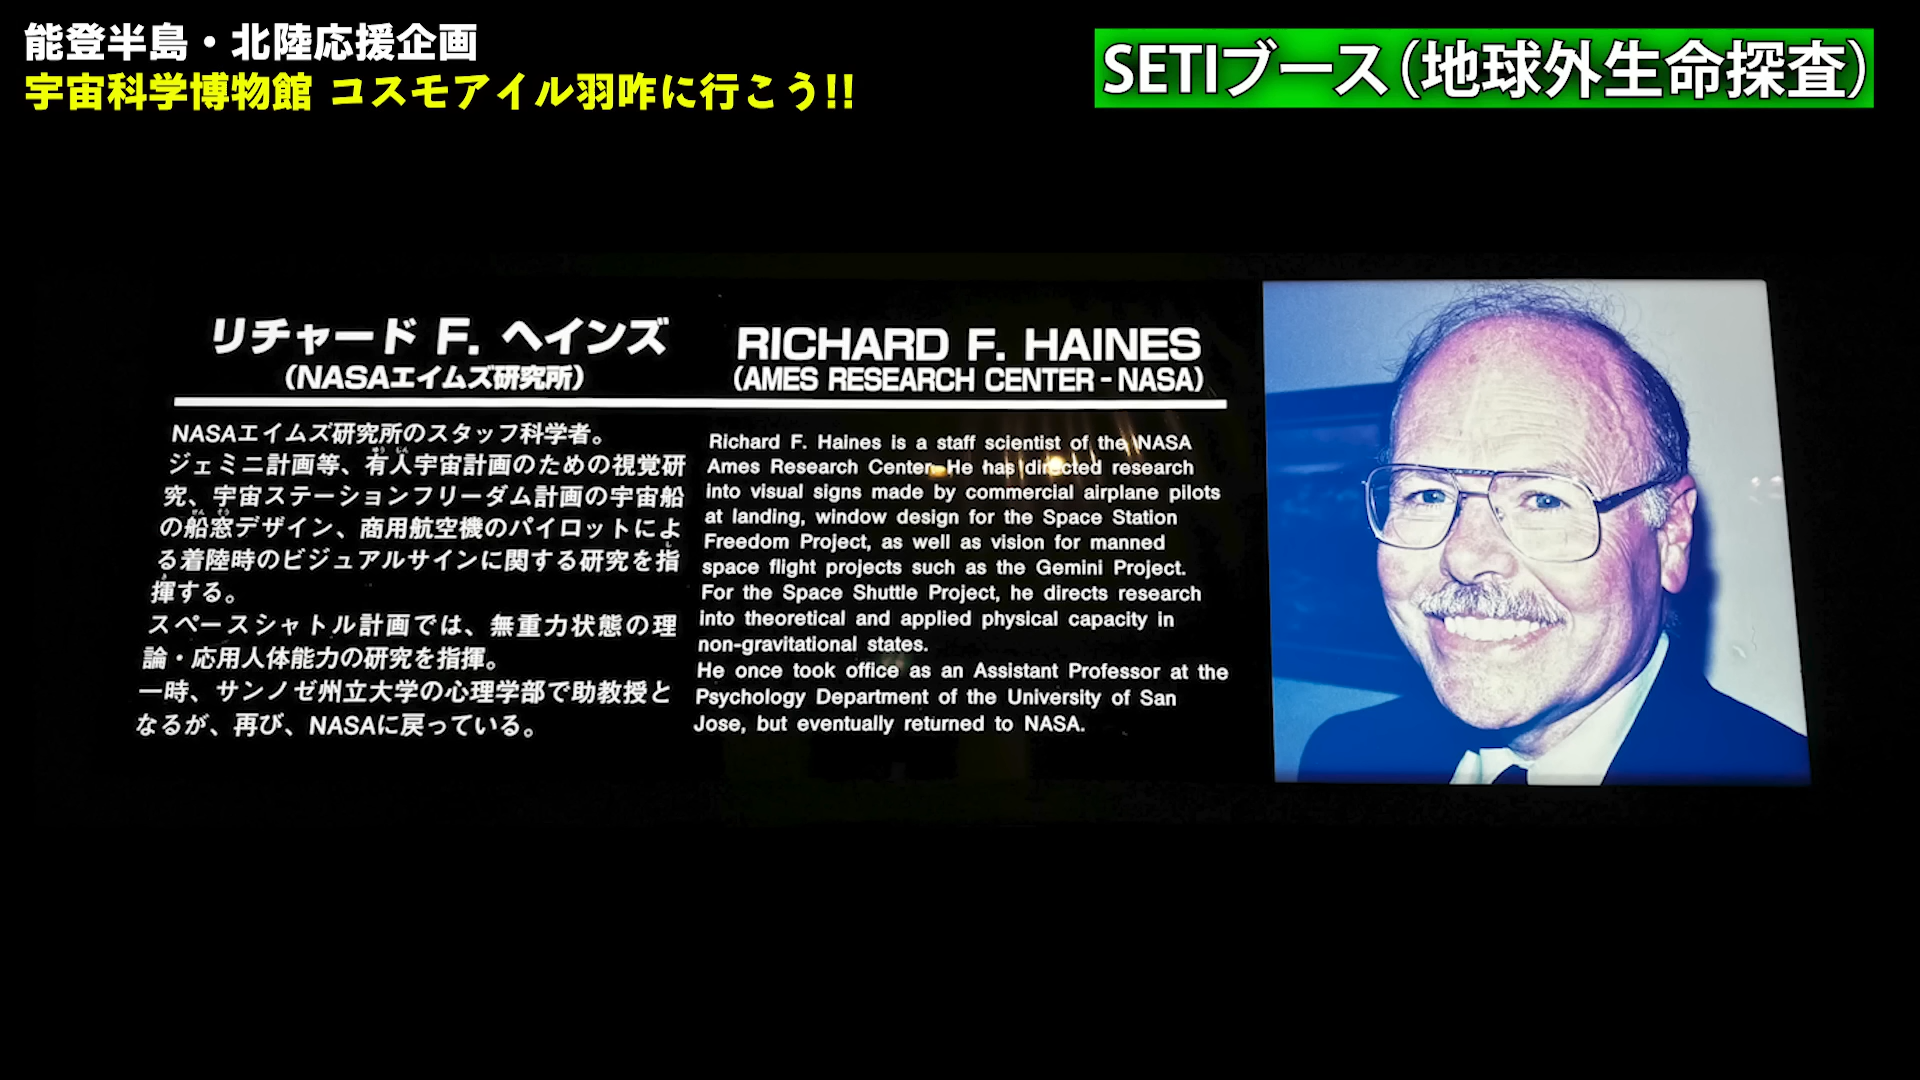 能登半島・北陸応援企画
宇宙科学博物館 コスモアイル羽咋に行こう!!
SETIブース(地球外生命探査)
リチャード F. ヘインズ
(NASAエイムズ研究所)
NASAエイムズ研究所のスタッフ科学者。
ジェミニ計画等、有人宇宙計画のための視覚研
究、宇宙ステーションフリーダム計画の宇宙船
の船窓デザイン、商用航空機のパイロットによ
る着陸時のビジュアルサインに関する研究を指
揮する。
スペースシャトル計画では、無重力状態の理
論・応用人体能力の研究を指揮。
一時、サンノゼ州立大学の心理学部で助教授と
なるが、再び、NASAに戻っている。
RICHARD F. HAINES
(AMES RESEARCH CENTER - NASA)
Richard F. Haines is a staff scientist of the NASA
Ames Research Center. He has directed research
into visual signs made by commercial airplane pilots
at landing, window design for the Space Station
Freedom Project, as well as vision for manned
space flight projects such as the Gemini Project.
For the Space Shuttle Project, he directs research
into theoretical and applied physical capacity in
non-gravitational states.
He once took office as an Assistant Professor at the
Psychology Department of the University of San
Jose, but eventually returned to NASA.